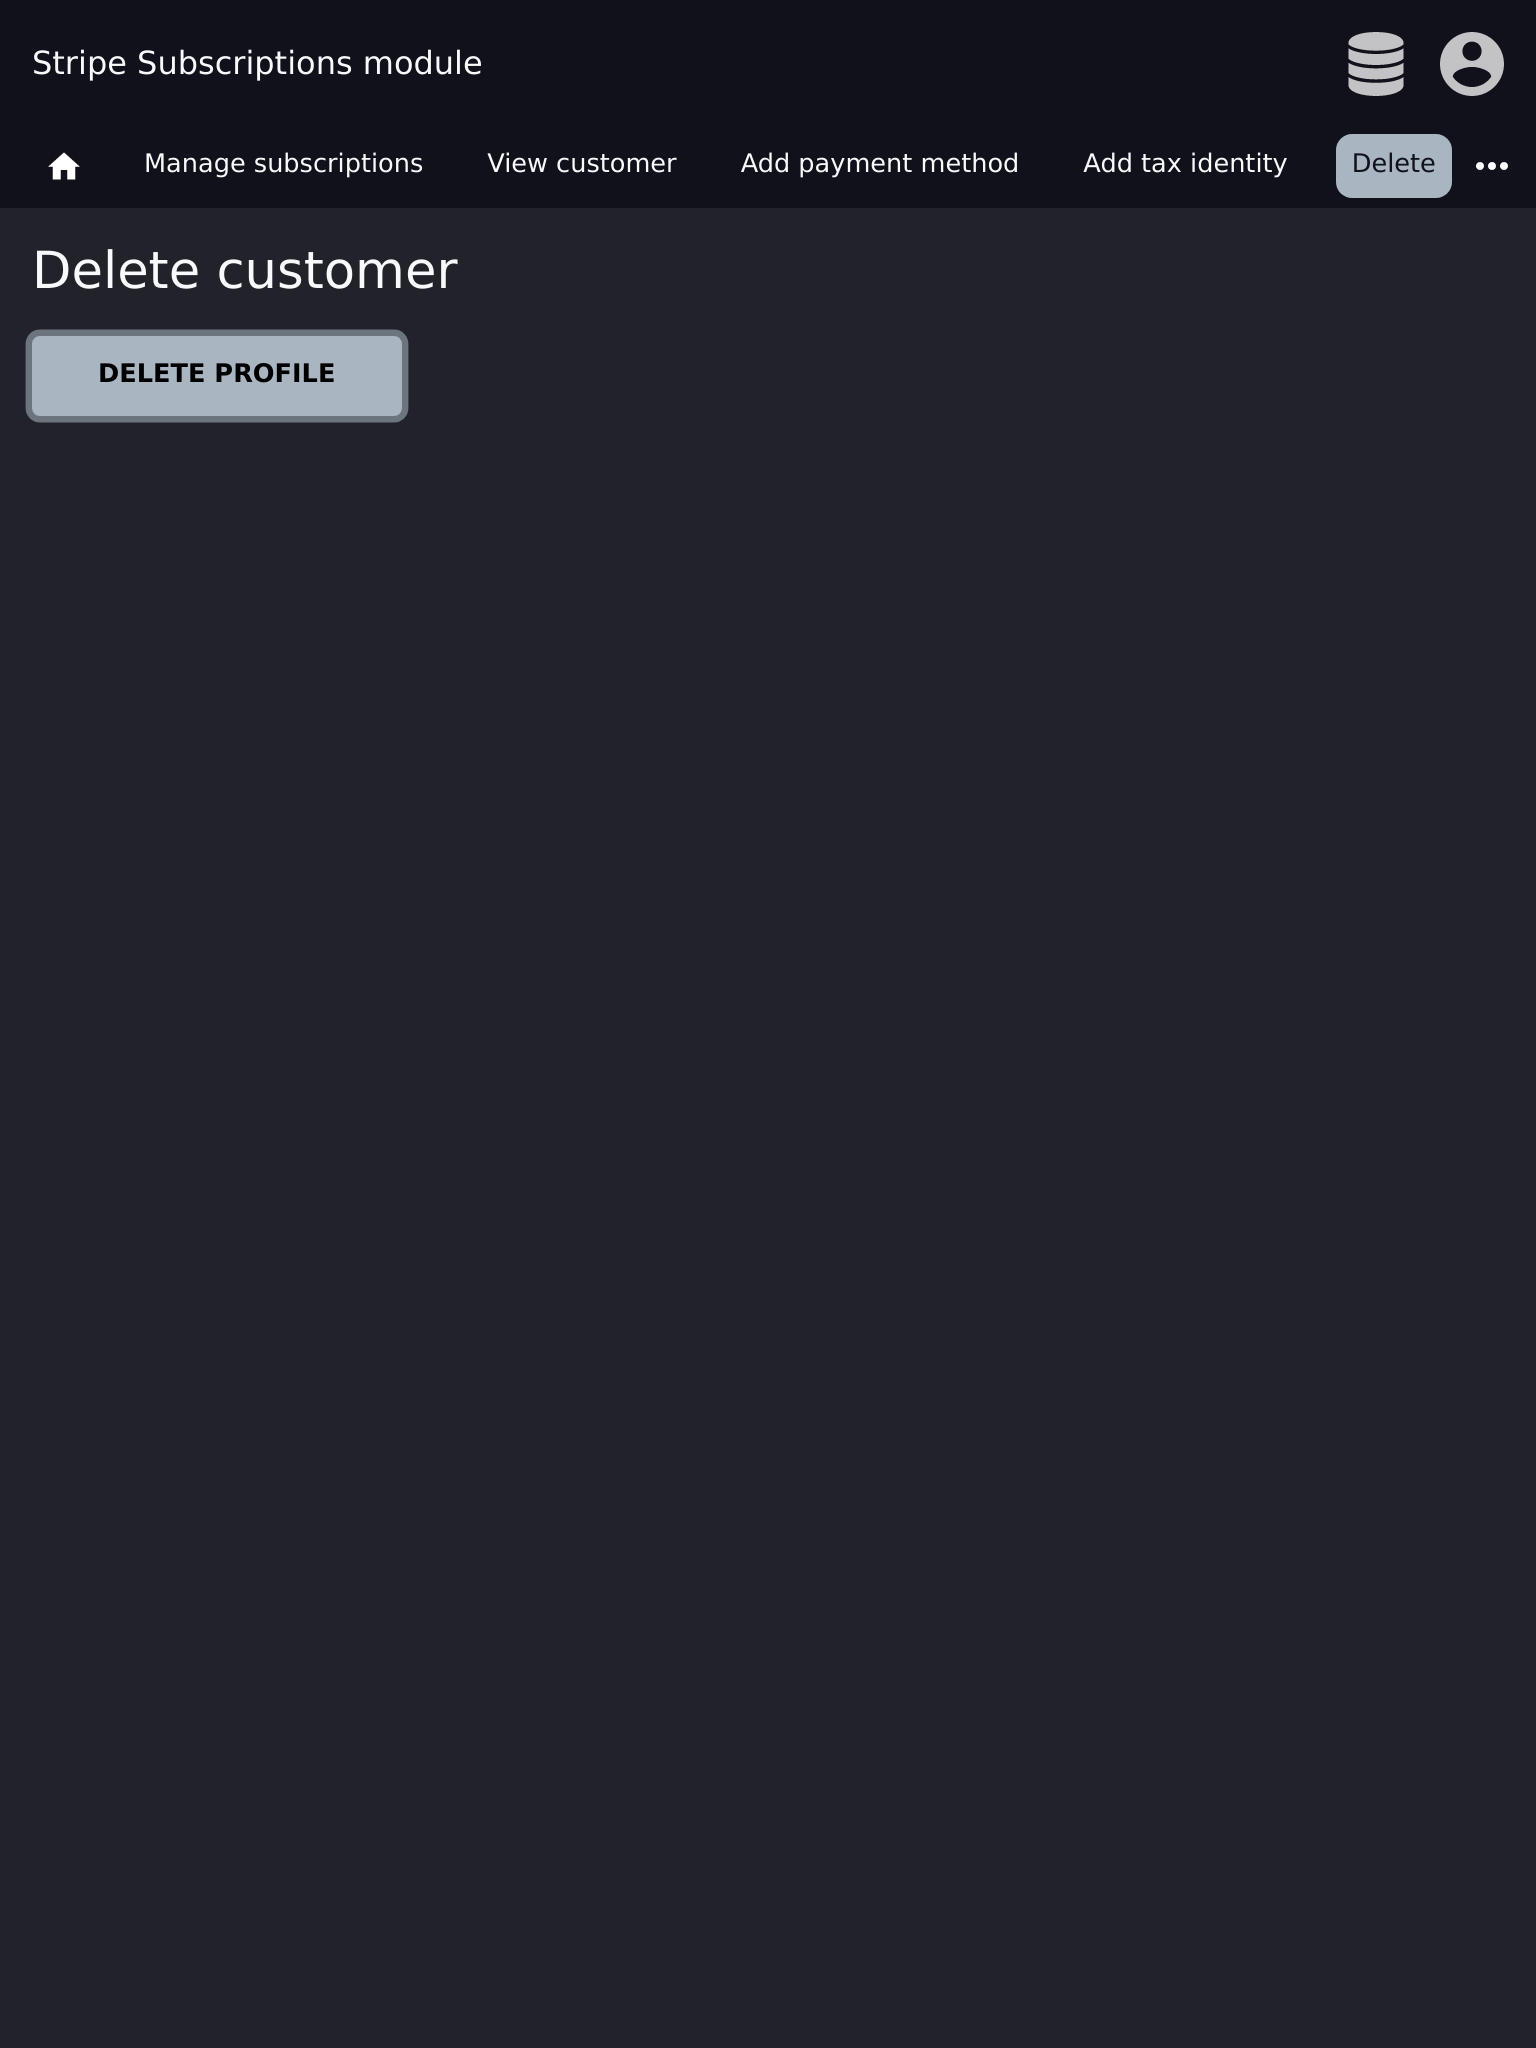 Stripe Subscriptions module
Manage subscriptions View customer Add payment method Add tax identity Delete
Delete customer
DELETE PROFILE